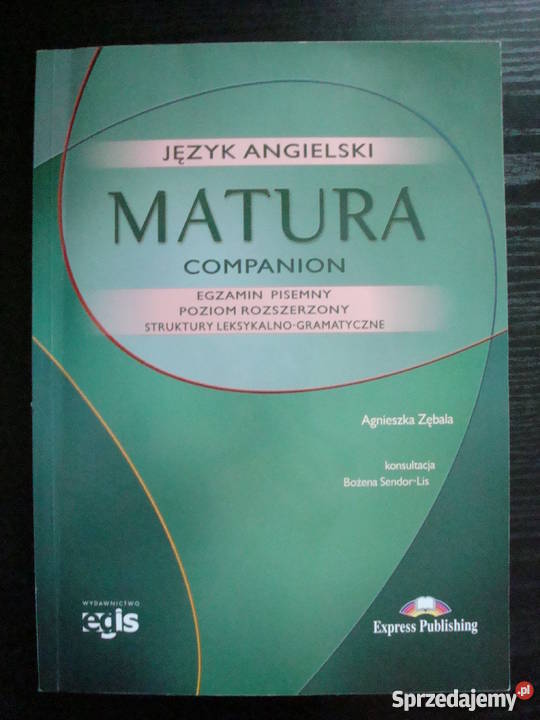 JĘZYK ANGIELSKI
MATURA
COMPANION
EGZAMIN PISEMNY
POZIOM ROZSZERZONY
STRUKTURY LEKSYKALNO-GRAMATYCZNE
Agnieszka Zębala
konsultacja
Bożena Sendor-Lis
WYDAWNICTWO
egis
Express Publishing
Sprzedajemy.pl